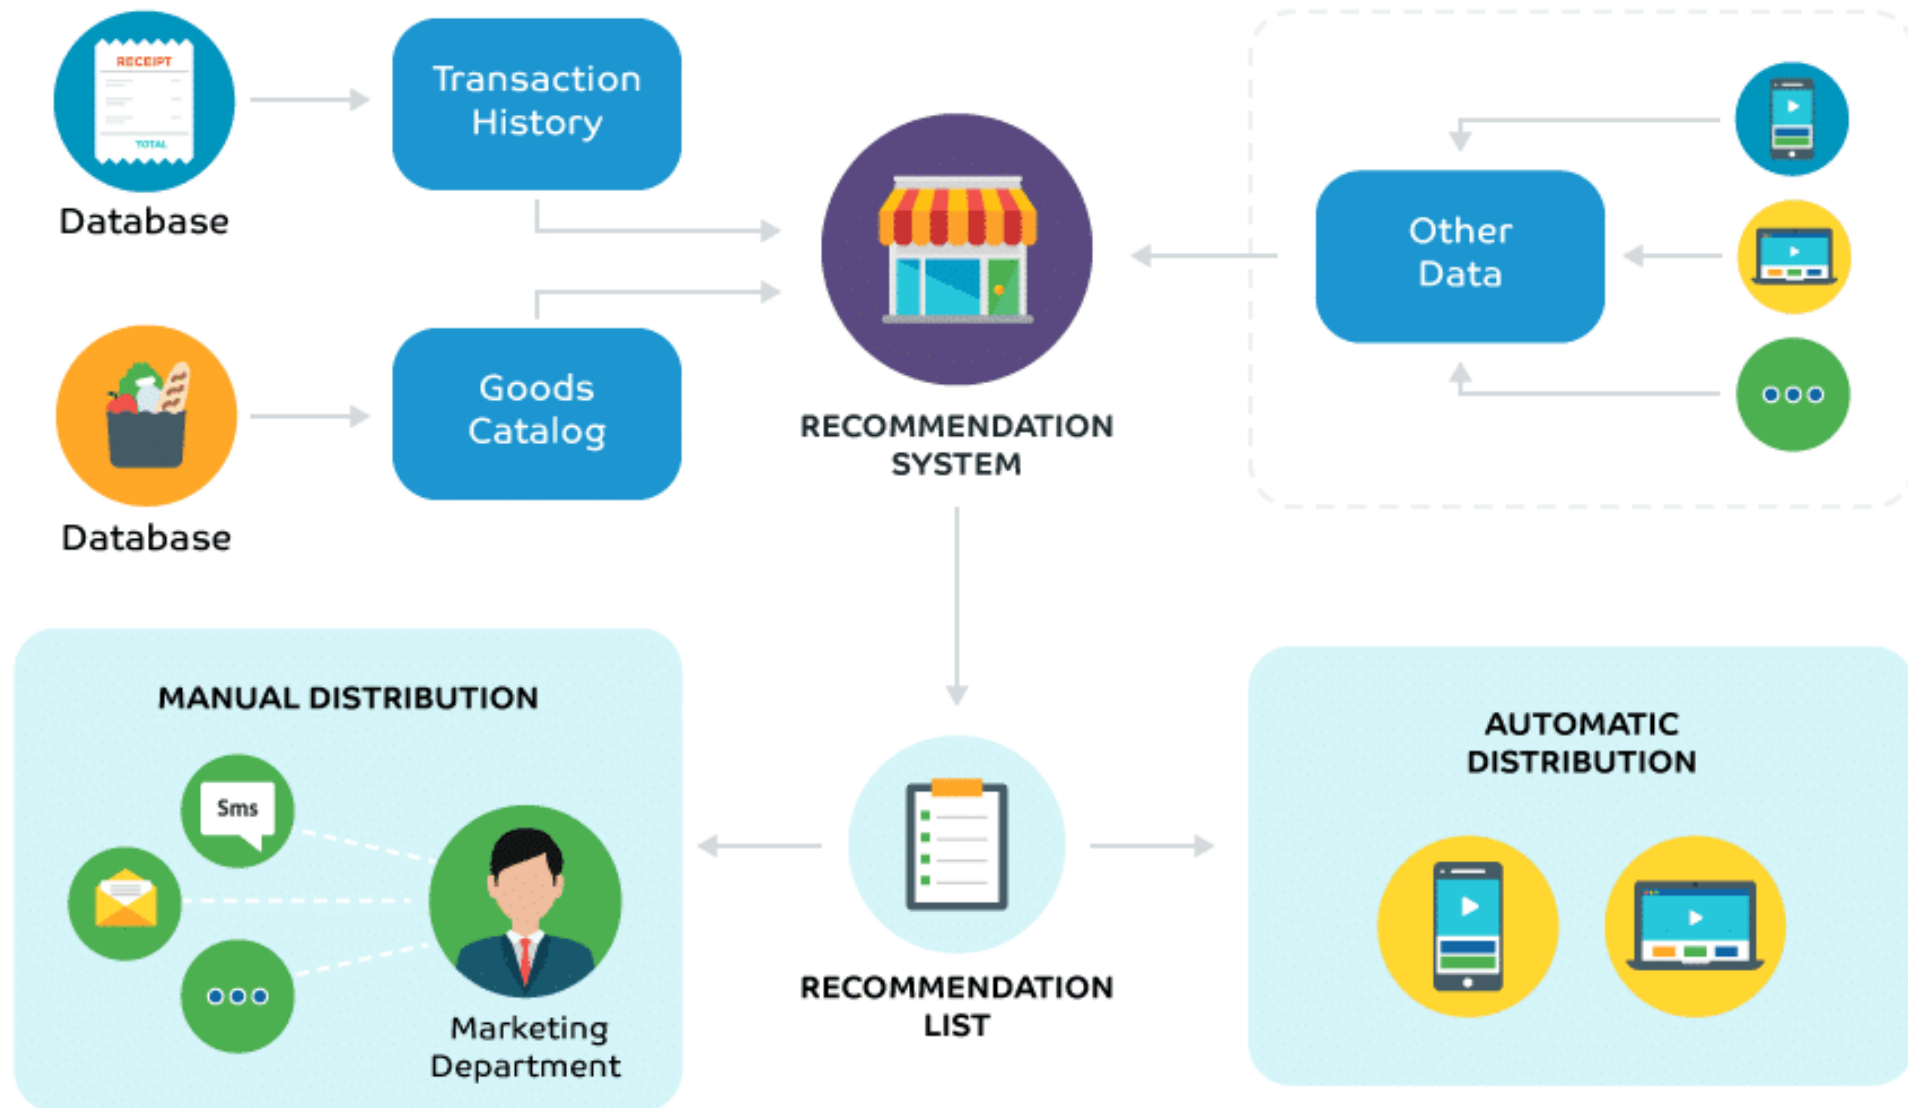 RECEIPT
TOTAL
Database
Transaction
History
Database
Goods
Catalog
RECOMMENDATION
SYSTEM
Other
Data
MANUAL DISTRIBUTION
Sms
Marketing
Department
RECOMMENDATION
LIST
AUTOMATIC
DISTRIBUTION